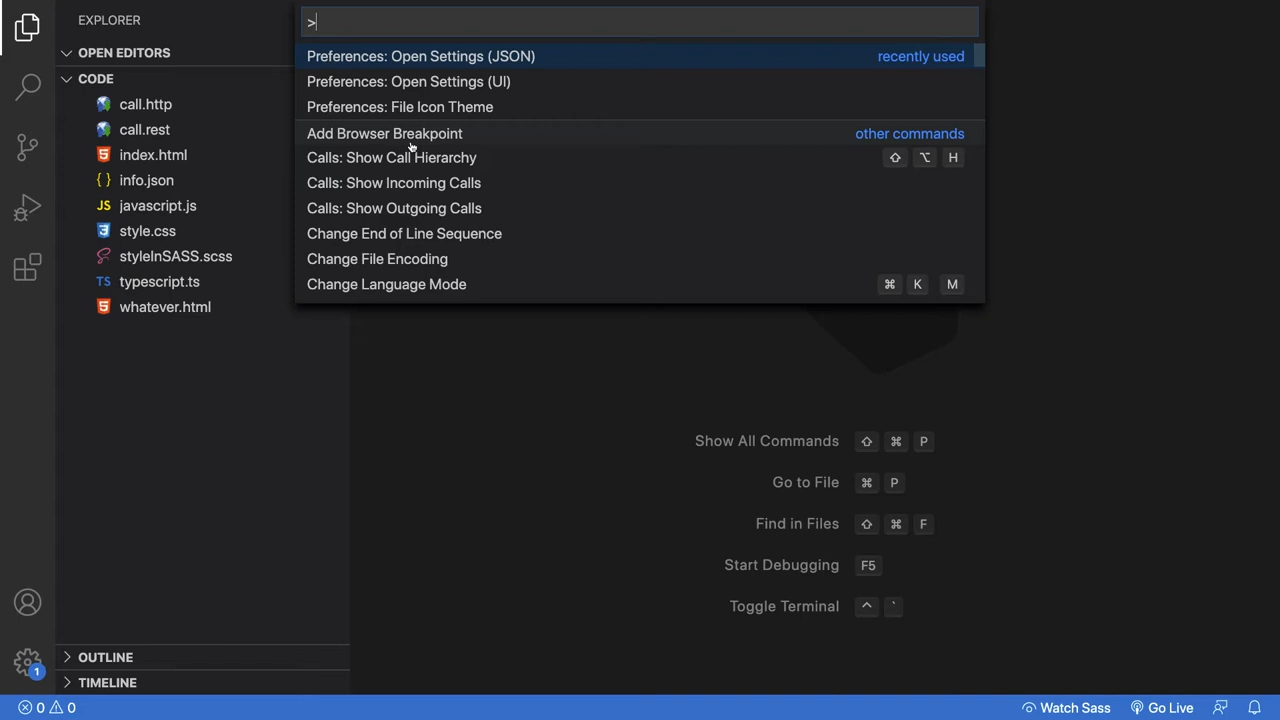 EXPLORER
OPEN EDITORS
CODE
call.http
call.rest
index.html
{ } info.json
JS javascript.js
style.css
styleInSASS.scss
TS typescript.ts
whatever.html
OUTLINE
TIMELINE
>
Preferences: Open Settings (JSON) recently used
Preferences: Open Settings (UI)
Preferences: File Icon Theme
Add Browser Breakpoint other commands
Calls: Show Call Hierarchy ⇧ ⌥ H
Calls: Show Incoming Calls
Calls: Show Outgoing Calls
Change End of Line Sequence
Change File Encoding
Change Language Mode ⌘ K M
Show All Commands ⇧ ⌘ P
Go to File ⌘ P
Find in Files ⇧ ⌘ F
Start Debugging F5
Toggle Terminal ^ `
1
0 0
Watch Sass Go Live